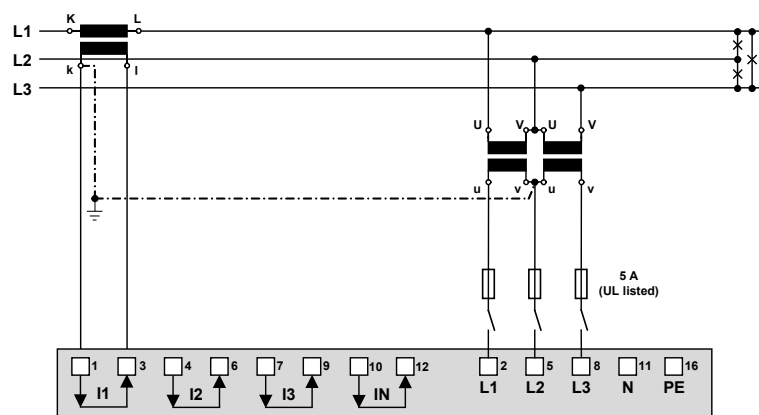 K L
L1
L2
k l
L3
U V U V
u v u v
5 A
(UL listed)
1 3 4 6 7 9 10 12 2 5 8 11 16
I1 I2 I3 IN L1 L2 L3 N PE